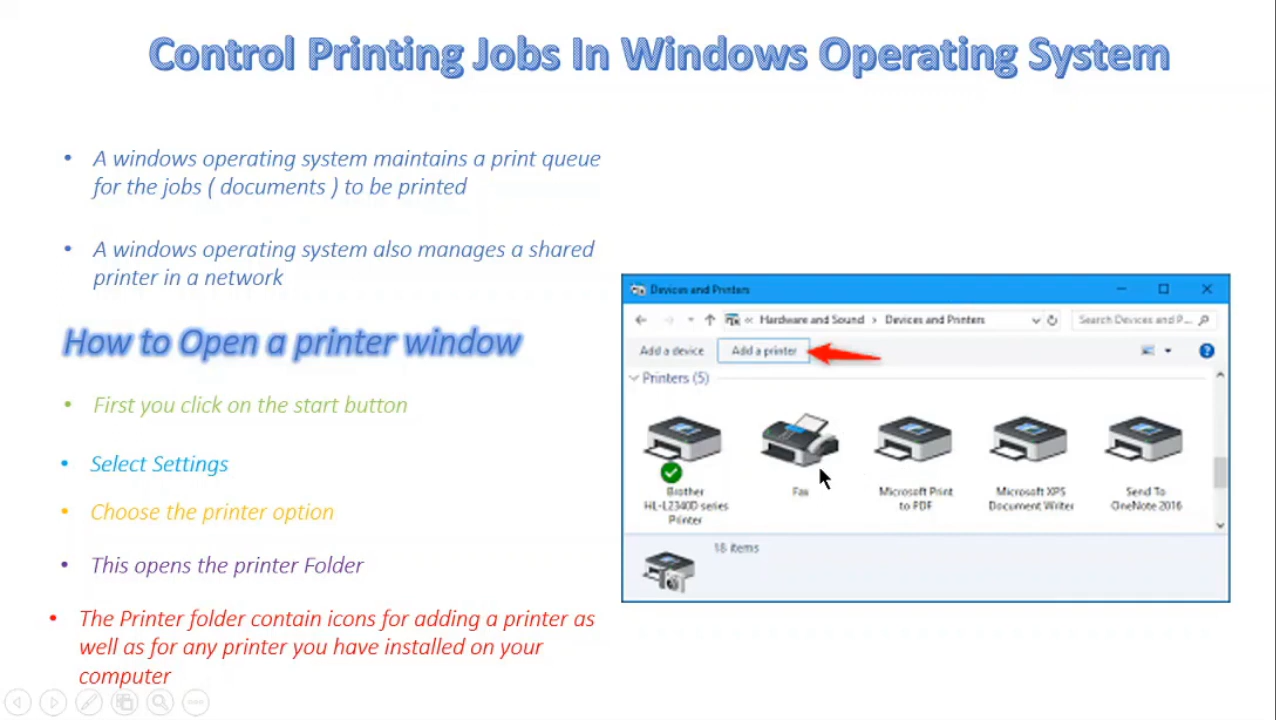 Control Printing Jobs In Windows Operating System
• A windows operating system maintains a print queue
for the jobs ( documents ) to be printed
• A windows operating system also manages a shared
printer in a network
How to Open a printer window
• First you click on the start button
• Select Settings
• Choose the printer option
• This opens the printer Folder
• The Printer folder contain icons for adding a printer as
well as for any printer you have installed on your
computer
Devices and Printers
« Hardware and Sound › Devices and Printers
Search Devices and P...
Add a device
Add a printer
Printers (5)
Brother
HL-L2340D series
Printer
Fax
Microsoft Print
to PDF
Microsoft XPS
Document Writer
Send To
OneNote 2016
18 items